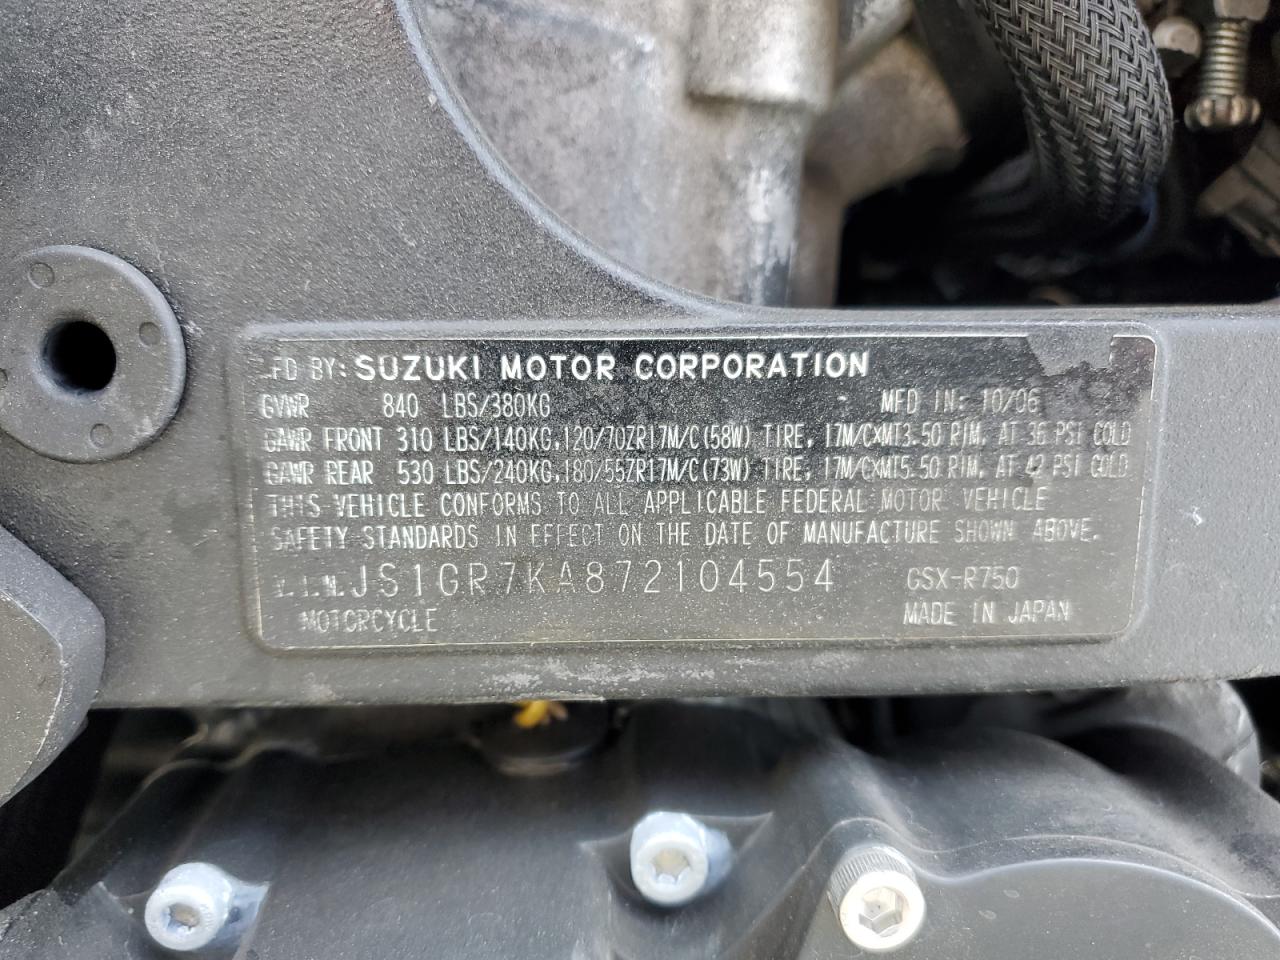 MFD BY: SUZUKI MOTOR CORPORATION
GVWR 840 LBS/380KG MFD IN: 10/06
GAWR FRONT 310 LBS/140KG, 120/70ZR17M/C(58W) TIRE, 17M/CXMT3.50 RIM, AT 36 PSI COLD
GAWR REAR 530 LBS/240KG, 180/55ZR17M/C(73W) TIRE, 17M/CXMT5.50 RIM, AT 42 PSI COLD
THIS VEHICLE CONFORMS TO ALL APPLICABLE FEDERAL MOTOR VEHICLE
SAFETY STANDARDS IN EFFECT ON THE DATE OF MANUFACTURE SHOWN ABOVE.
V.I.N. JS1GR7KA872104554 GSX-R750
MOTORCYCLE MADE IN JAPAN